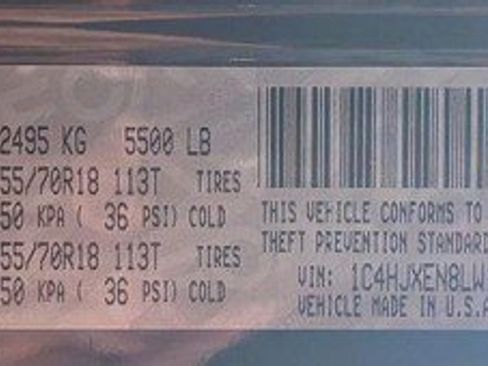 2495 KG 5500 LB
55/70R18 113T TIRES
50 KPA ( 36 PSI) COLD
55/70R18 113T TIRES
50 KPA ( 36 PSI) COLD
THIS VEHICLE CONFORMS TO
THEFT PREVENTION STANDARD
VIN: 1C4HJXEN8LW
VEHICLE MADE IN U.S.A